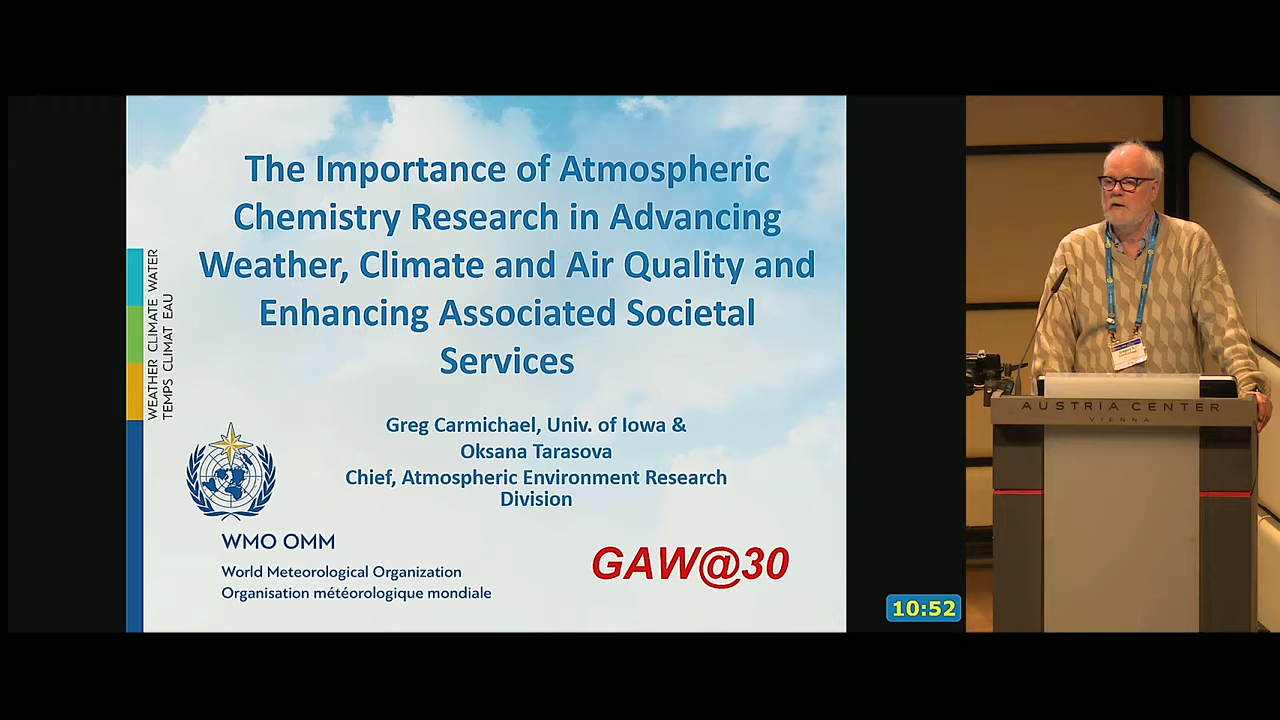 The Importance of Atmospheric
Chemistry Research in Advancing
Weather, Climate and Air Quality and
Enhancing Associated Societal
Services
WEATHER CLIMATE WATER
TEMPS CLIMAT EAU
Greg Carmichael, Univ. of Iowa &
Oksana Tarasova
Chief, Atmospheric Environment Research
Division
WMO OMM
World Meteorological Organization
Organisation météorologique mondiale
GAW@30
10:52
AUSTRIA CENTER
VIENNA